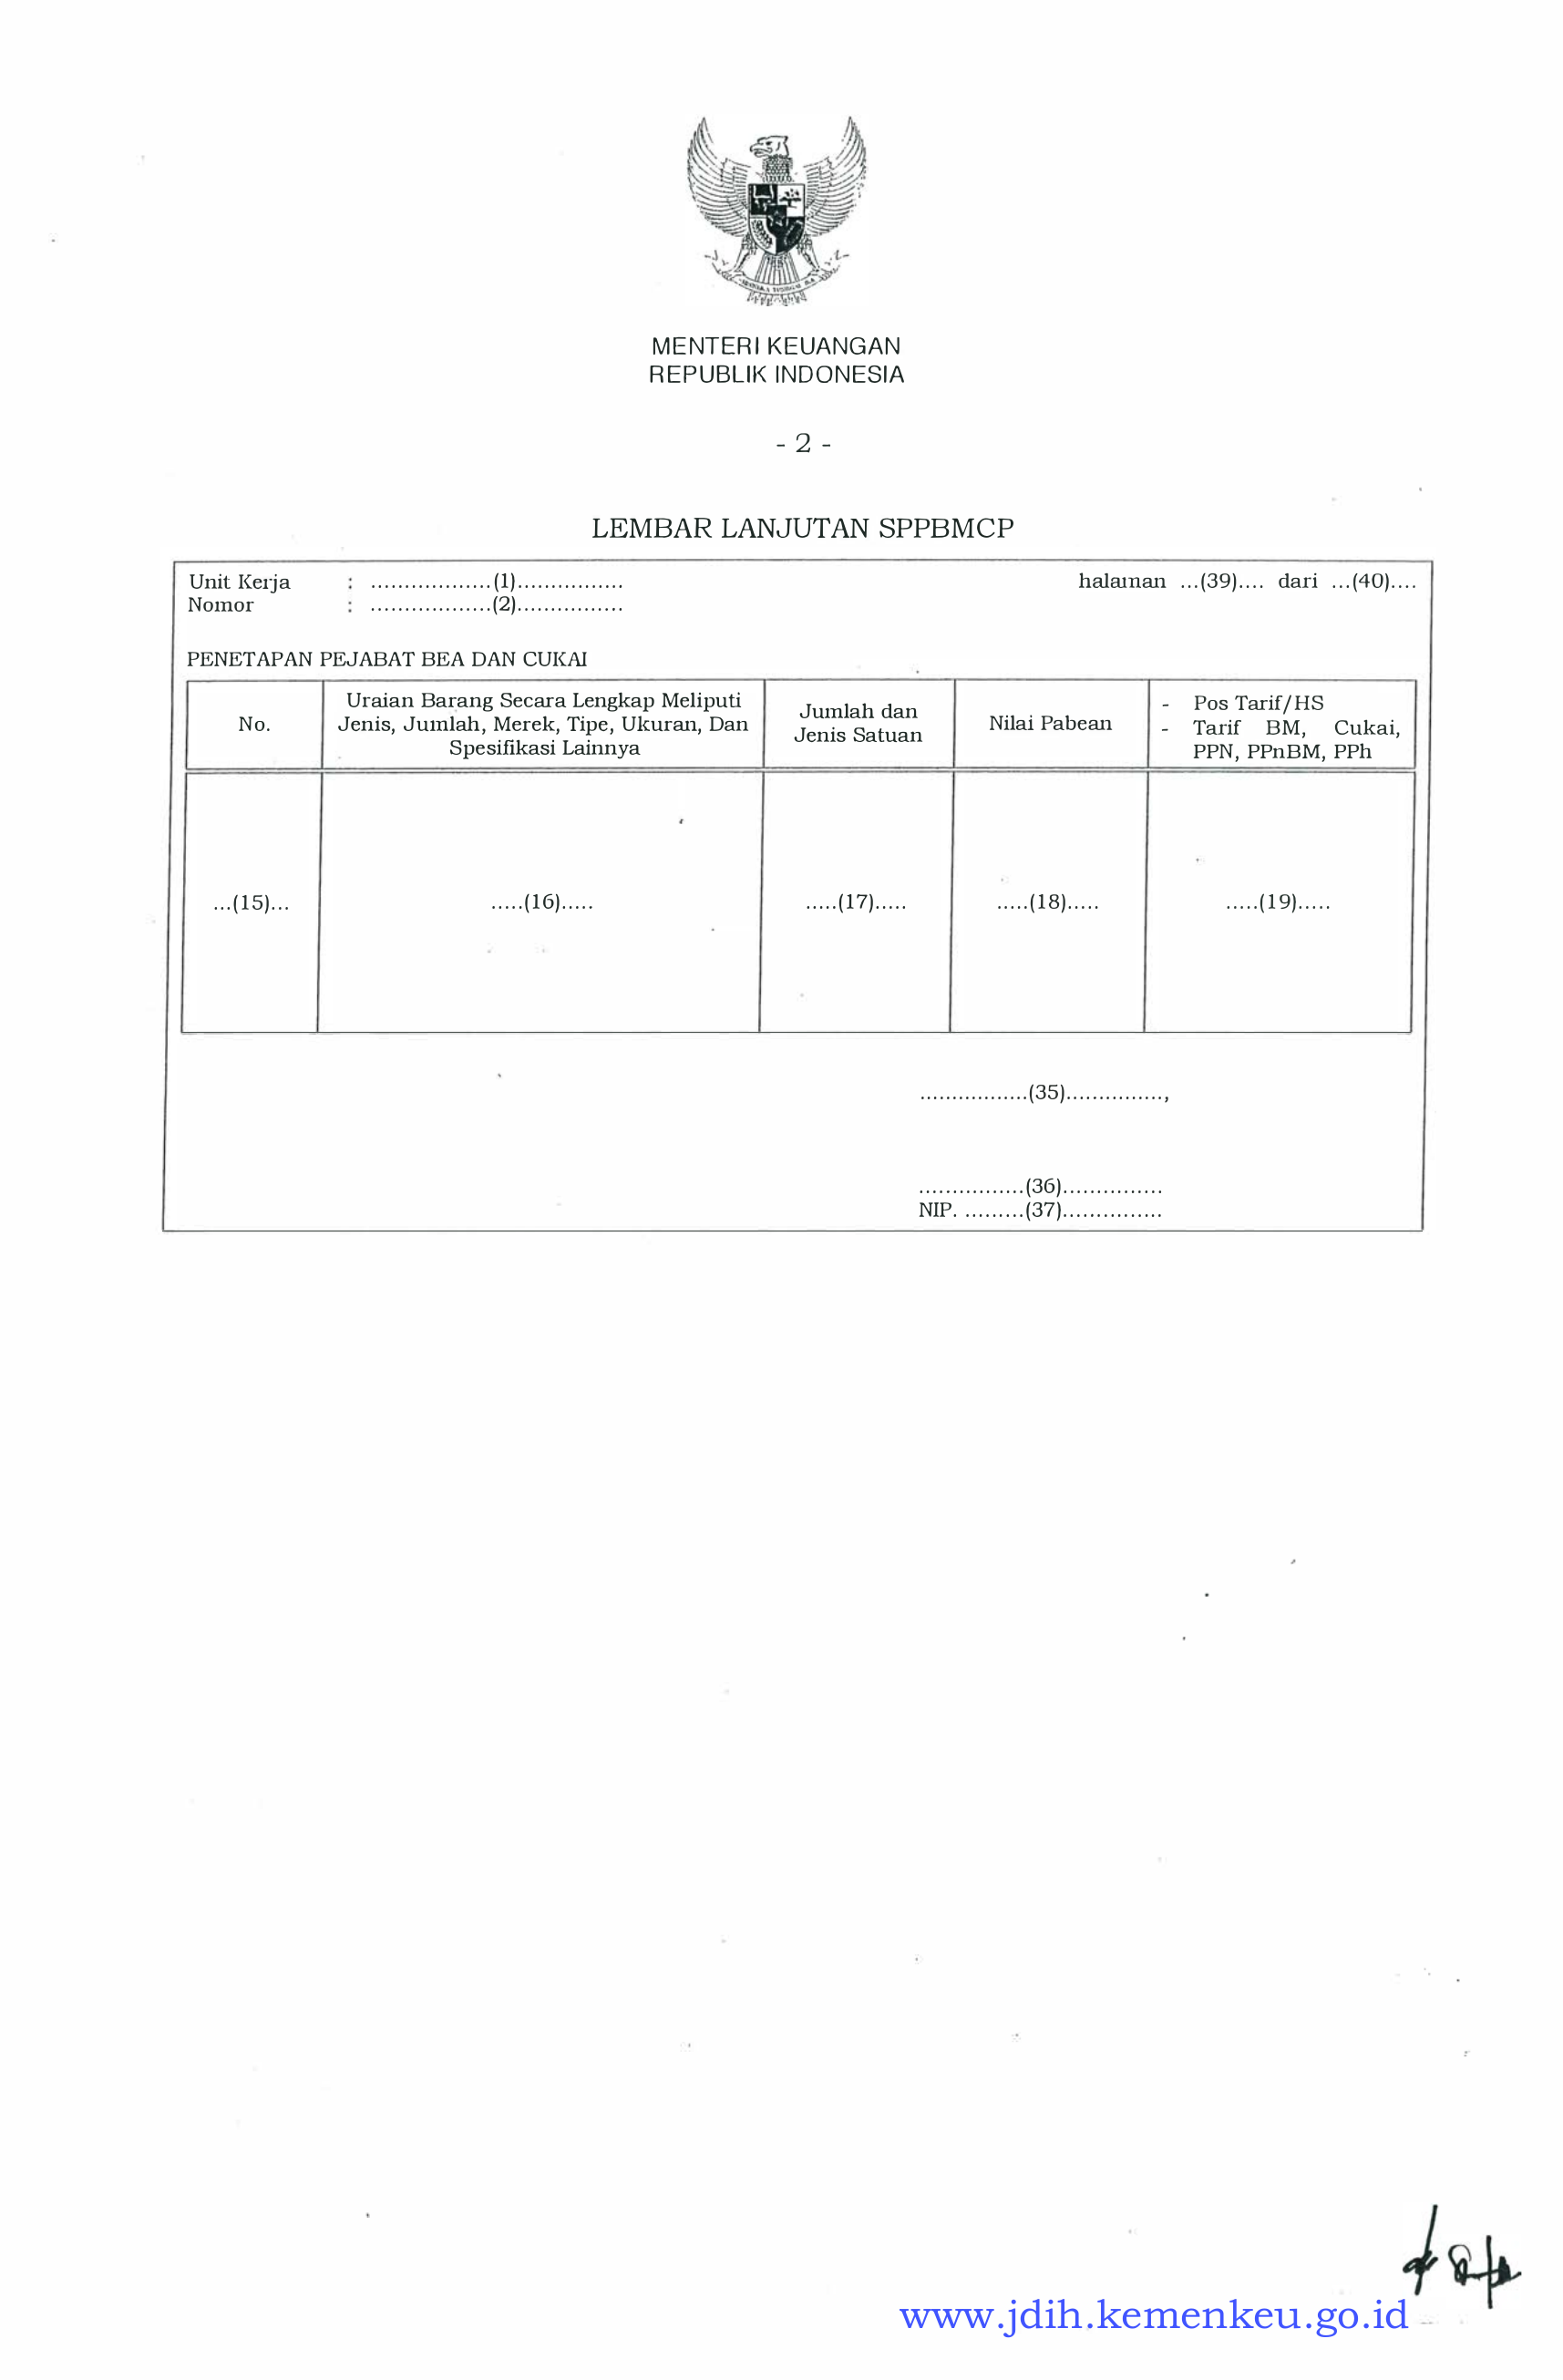 MENTERI KEUANGAN
REPUBLIK INDONESIA
- 2 -
LEMBAR LANJUTAN SPPBMCP
Unit Kerja : ..................(1)................ halaman ...(39).... dari ...(40)....
Nomor : ..................(2)................
PENETAPAN PEJABAT BEA DAN CUKAI
No.
Uraian Barang Secara Lengkap Meliputi
Jenis, Jumlah, Merek, Tipe, Ukuran, Dan
Spesifikasi Lainnya
Jumlah dan
Jenis Satuan
Nilai Pabean
- Pos Tarif/HS
- Tarif BM, Cukai,
PPN, PPnBM, PPh
...(15)... .....(16)..... .....(17)..... .....(18)..... .....(19).....
.................(35)...............,
................(36)...............
NIP. .........(37)...............
www.jdih.kemenkeu.go.id